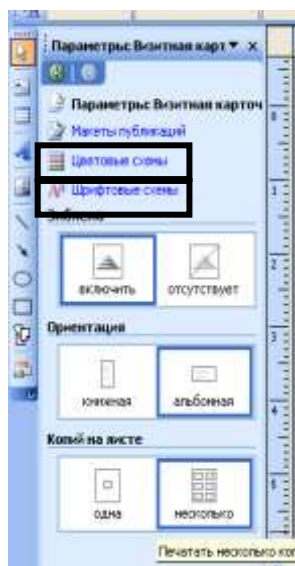 Параметры: Визитная карт
Параметры: Визитная карточ
Макеты публикаций
Цветовые схемы
Шрифтовые схемы
Эмблема
включить
отсутствует
Ориентация
книжная
альбомная
Копий на листе
одна
несколько
Печатать несколько коп